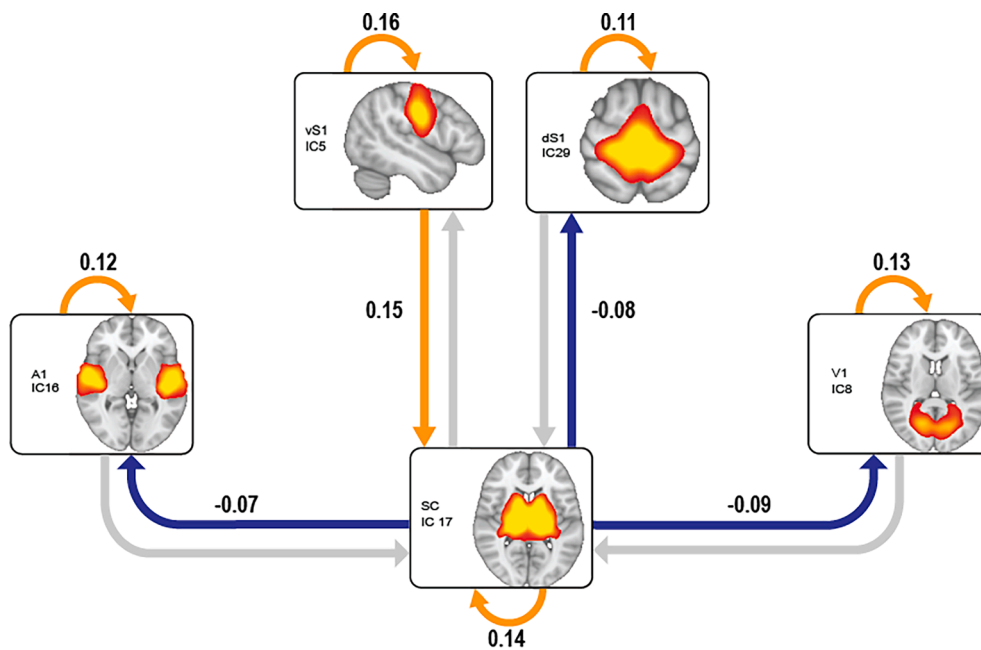 0.16
0.11
vS1
IC5
dS1
IC29
0.12
0.13
0.15
-0.08
A1
IC16
V1
IC8
-0.07
SC
IC 17
-0.09
0.14